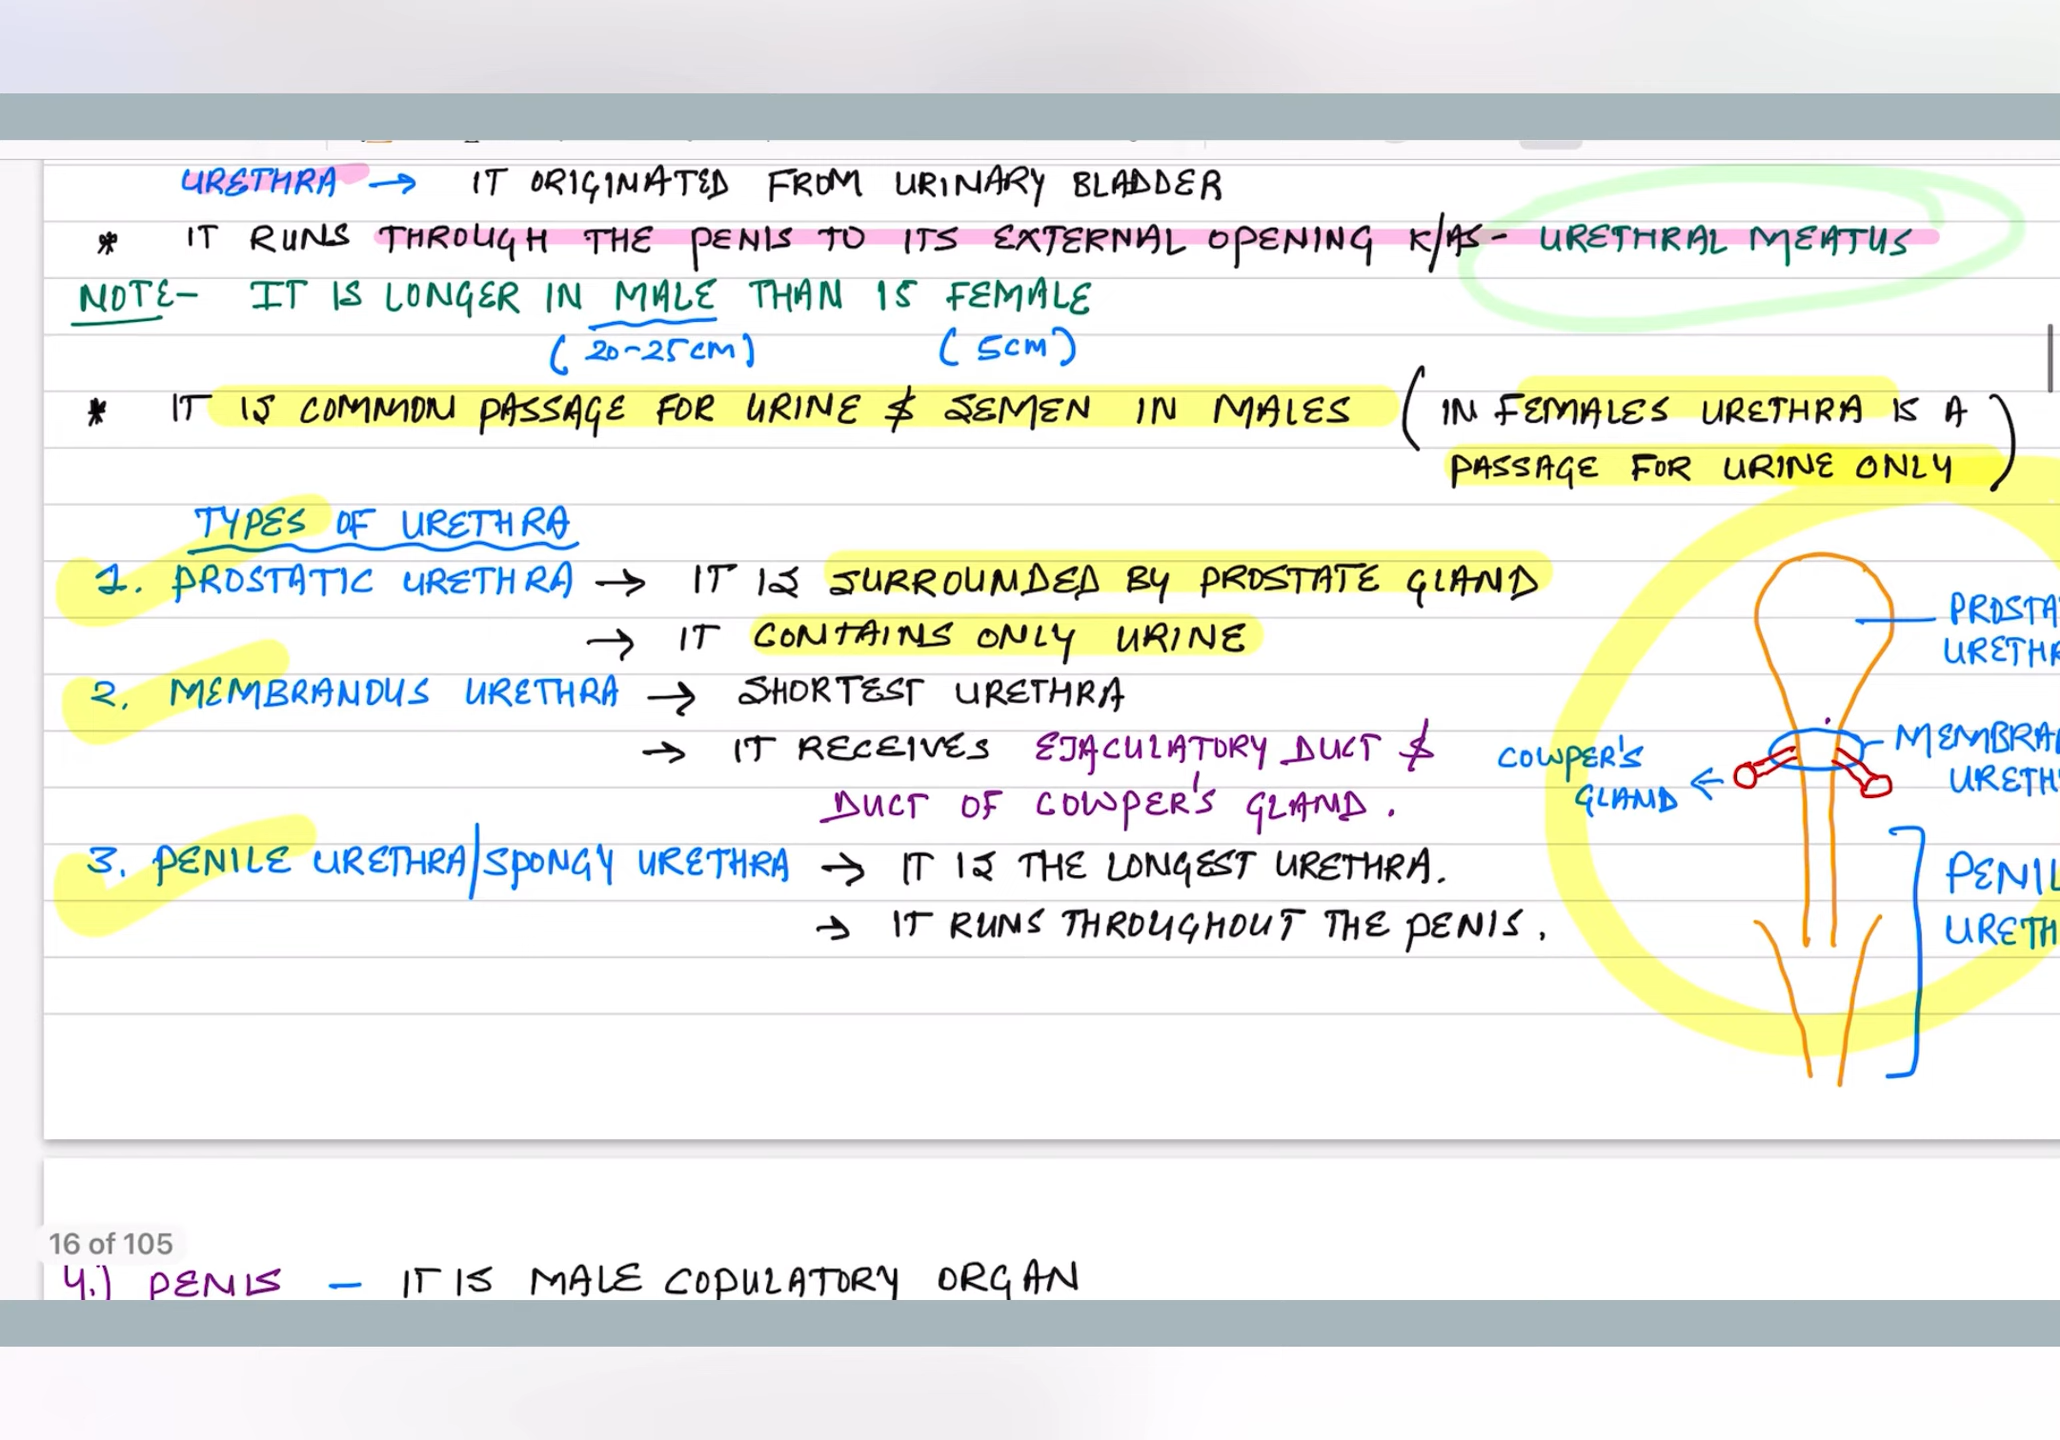 URETHRA → IT ORIGINATED FROM URINARY BLADDER
* IT RUNS THROUGH THE PENIS TO ITS EXTERNAL OPENING K/AS- URETHRAL MEATUS
NOTE- IT IS LONGER IN MALE THAN IS FEMALE
(20-25cm) (5cm)
* IT IS COMMON PASSAGE FOR URINE & SEMEN IN MALES (IN FEMALES URETHRA IS A
PASSAGE FOR URINE ONLY)
TYPES OF URETHRA
1. PROSTATIC URETHRA → IT IS SURROUNDED BY PROSTATE GLAND
→ IT CONTAINS ONLY URINE
2. MEMBRANOUS URETHRA → SHORTEST URETHRA
→ IT RECEIVES EJACULATORY DUCT &
DUCT OF COWPER'S GLAND.
3. PENILE URETHRA/SPONGY URETHRA → IT IS THE LONGEST URETHRA.
→ IT RUNS THROUGHOUT THE PENIS.
PROSTA
URETHR
MEMBRA
URETH
COWPER'S
GLAND
PENIL
URETH
16 of 105
4.) PENIS - IT IS MALE COPULATORY ORGAN